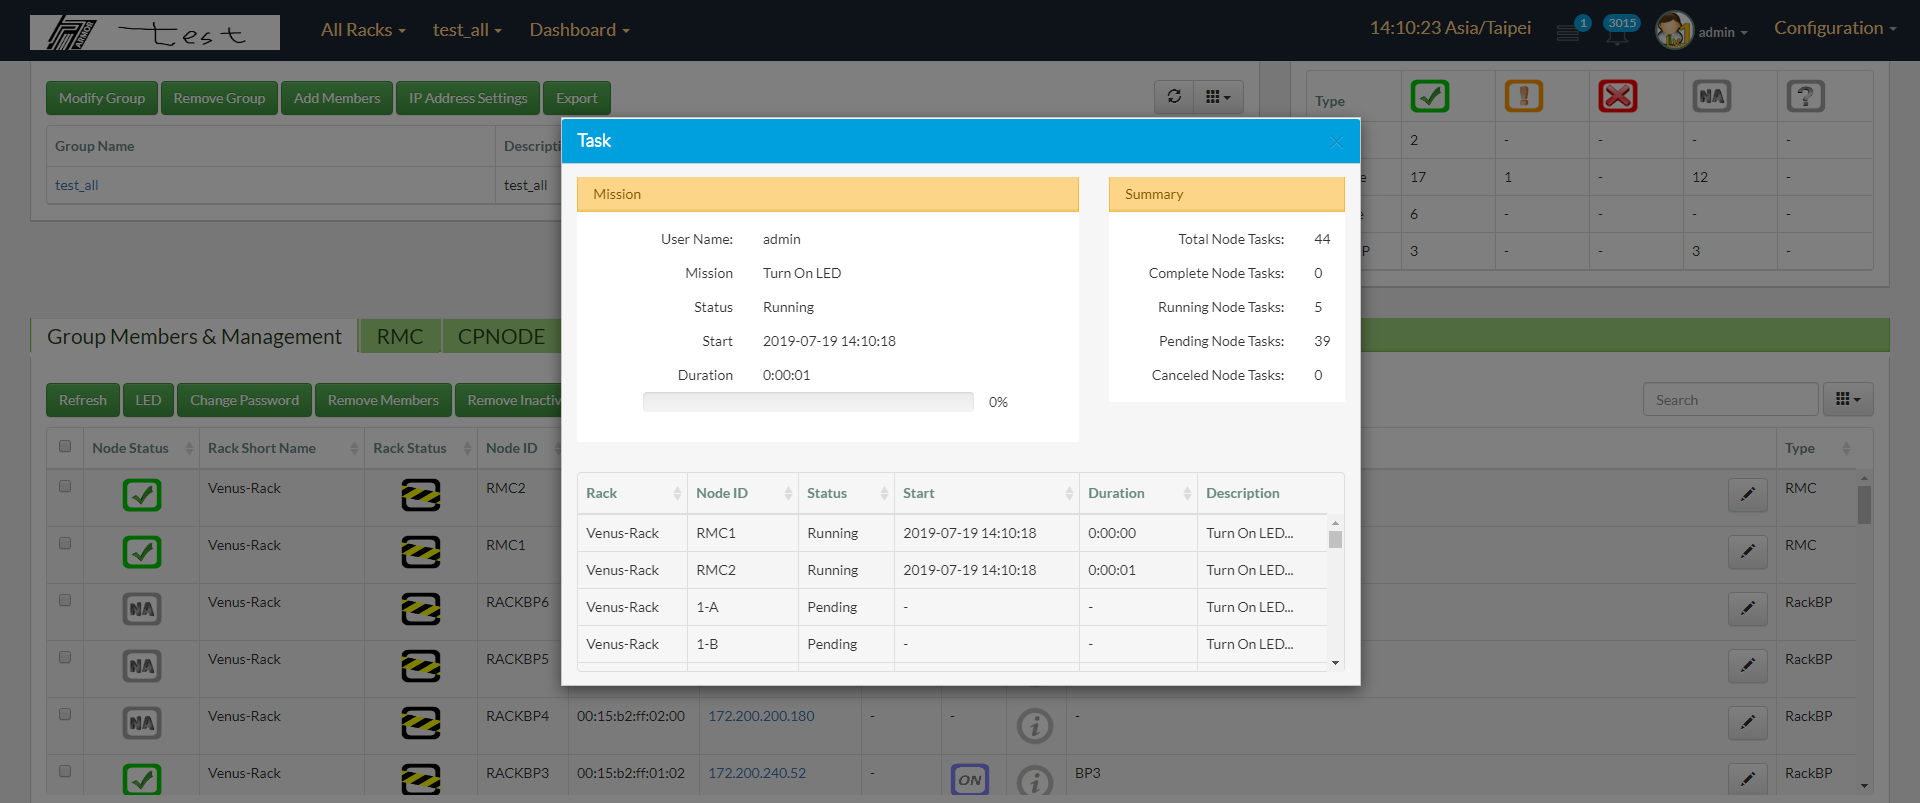 ARMOR test All Racks test_all Dashboard 14:10:23 Asia/Taipei 1 3015 admin Configuration
Modify Group Remove Group Add Members IP Address Settings Export
Group Name Descripti
test_all test_all
Type NA ?
2 - - - -
e 17 1 - 12 -
e 6 - - - -
P 3 - - 3 -
Task
Mission
User Name: admin
Mission Turn On LED
Status Running
Start 2019-07-19 14:10:18
Duration 0:00:01
0%
Summary
Total Node Tasks: 44
Complete Node Tasks: 0
Running Node Tasks: 5
Pending Node Tasks: 39
Canceled Node Tasks: 0
Rack Node ID Status Start Duration Description
Venus-Rack RMC1 Running 2019-07-19 14:10:18 0:00:00 Turn On LED...
Venus-Rack RMC2 Running 2019-07-19 14:10:18 0:00:01 Turn On LED...
Venus-Rack 1-A Pending - - Turn On LED...
Venus-Rack 1-B Pending - - Turn On LED...
Group Members & Management RMC CPNODE
Refresh LED Change Password Remove Members Remove Inactiv Search
Node Status Rack Short Name Rack Status Node ID Type
Venus-Rack RMC2 RMC
Venus-Rack RMC1 RMC
NA Venus-Rack RACKBP6 RackBP
NA Venus-Rack RACKBP5 RackBP
NA Venus-Rack RACKBP4 00:15:b2:ff:02:00 172.200.200.180 - - i - RackBP
Venus-Rack RACKBP3 00:15:b2:ff:01:02 172.200.240.52 - ON i BP3 RackBP